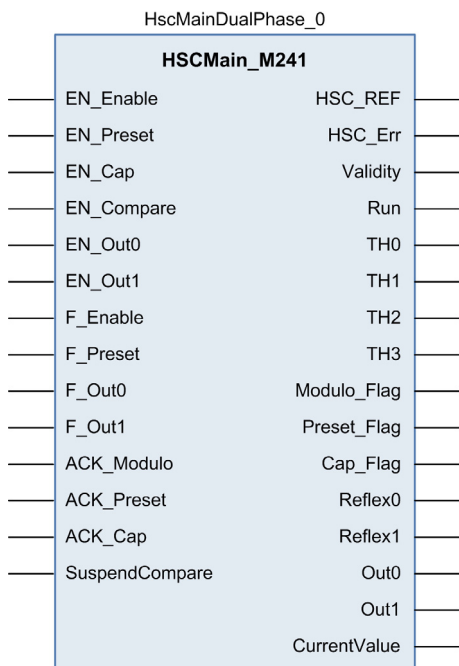 HscMainDualPhase_0
HSCMain_M241
EN_Enable HSC_REF
EN_Preset HSC_Err
EN_Cap Validity
EN_Compare Run
EN_Out0 TH0
EN_Out1 TH1
F_Enable TH2
F_Preset TH3
F_Out0 Modulo_Flag
F_Out1 Preset_Flag
ACK_Modulo Cap_Flag
ACK_Preset Reflex0
ACK_Cap Reflex1
SuspendCompare Out0
Out1
CurrentValue